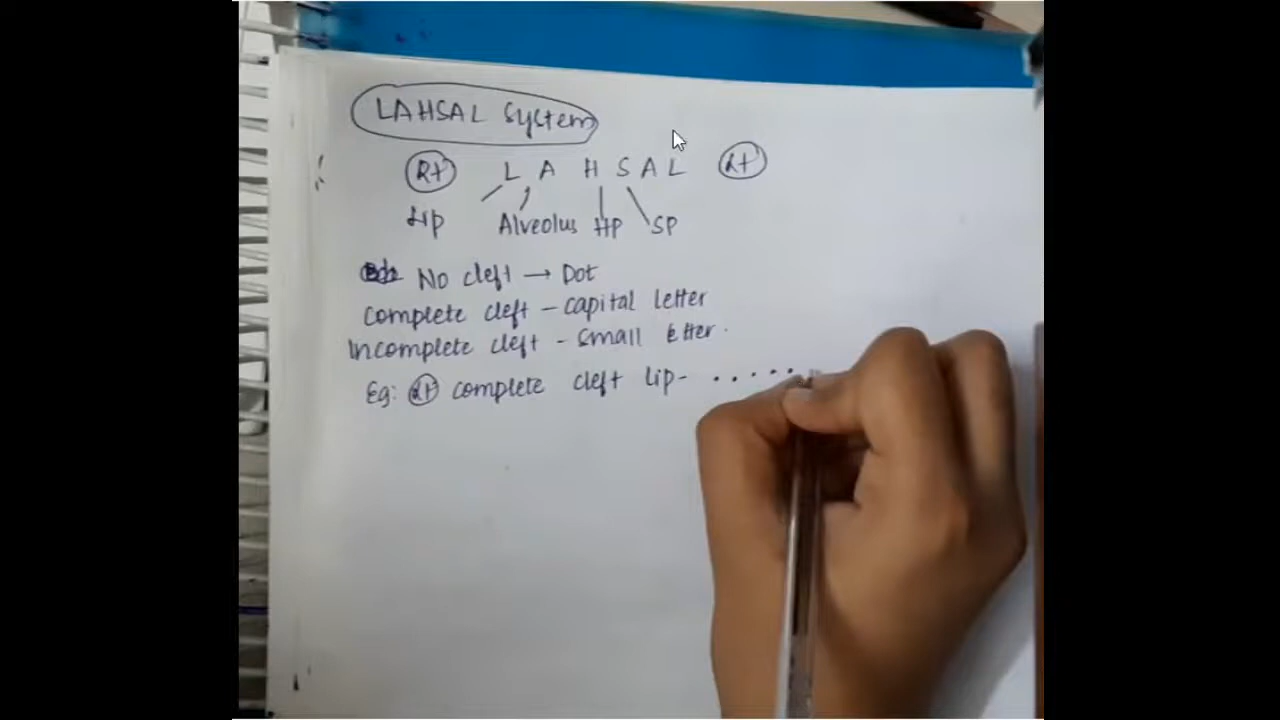 LAHSAL System
Rt L A H S A L Lt
Lip Alveolus HP SP
No cleft → Dot
Complete cleft - capital letter
Incomplete cleft - small letter.
Eg: Lt complete cleft lip- . . . . .